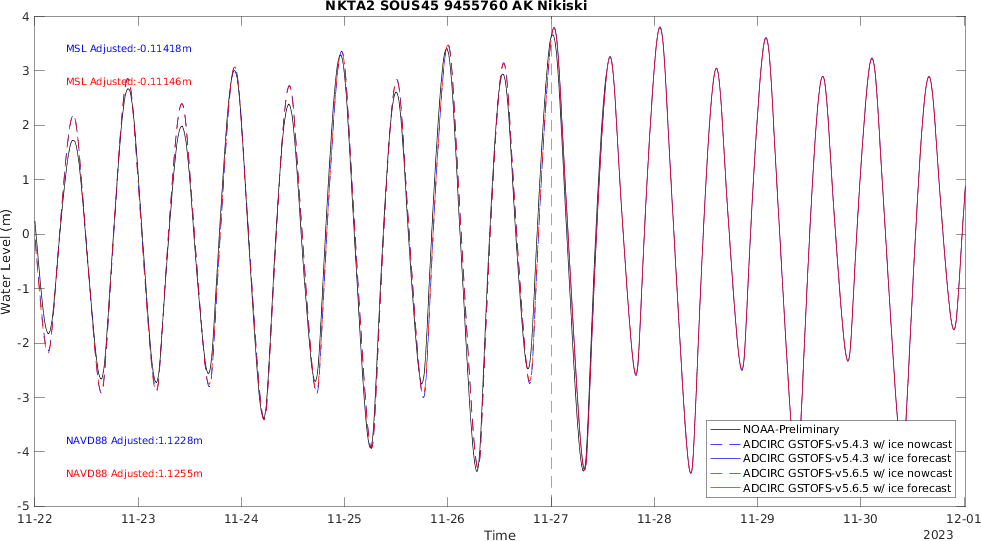 NKTA2 SOUS45 9455760 AK Nikiski
4
3
2
1
0
-1
-2
-3
-4
-5
Water Level (m)
MSL Adjusted:-0.11418m
MSL Adjusted:-0.11146m
NAVD88 Adjusted:1.1228m
NAVD88 Adjusted:1.1255m
NOAA-Preliminary
ADCIRC GSTOFS-v5.4.3 w/ ice nowcast
ADCIRC GSTOFS-v5.4.3 w/ ice forecast
ADCIRC GSTOFS-v5.6.5 w/ ice nowcast
ADCIRC GSTOFS-v5.6.5 w/ ice forecast
11-22 11-23 11-24 11-25 11-26 11-27 11-28 11-29 11-30 12-01
Time
2023